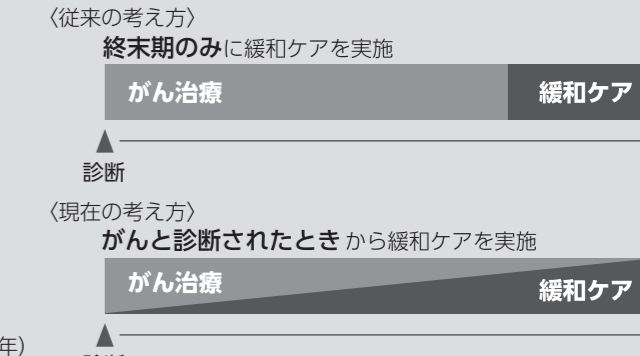 〈従来の考え方〉
終末期のみに緩和ケアを実施
がん治療 緩和ケア
診断
〈現在の考え方〉
がんと診断されたとき から緩和ケアを実施
がん治療 緩和ケア
年)